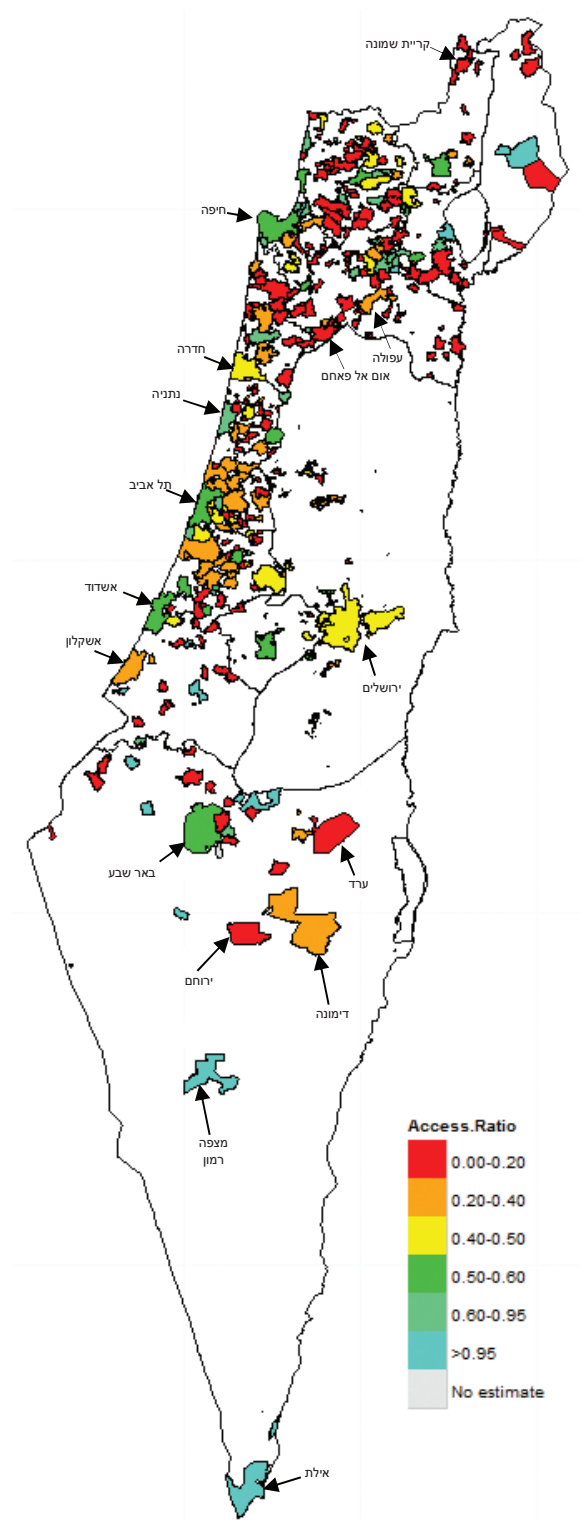 קריית שמונה
חיפה
עפולה
אום אל פאחם
חדרה
נתניה
תל אביב
אשדוד
אשקלון
ירושלים
באר שבע
ערד
ירוחם
דימונה
מצפה
רמון
Access.Ratio
0.00-0.20
0.20-0.40
0.40-0.50
0.50-0.60
0.60-0.95
>0.95
No estimate
אילת